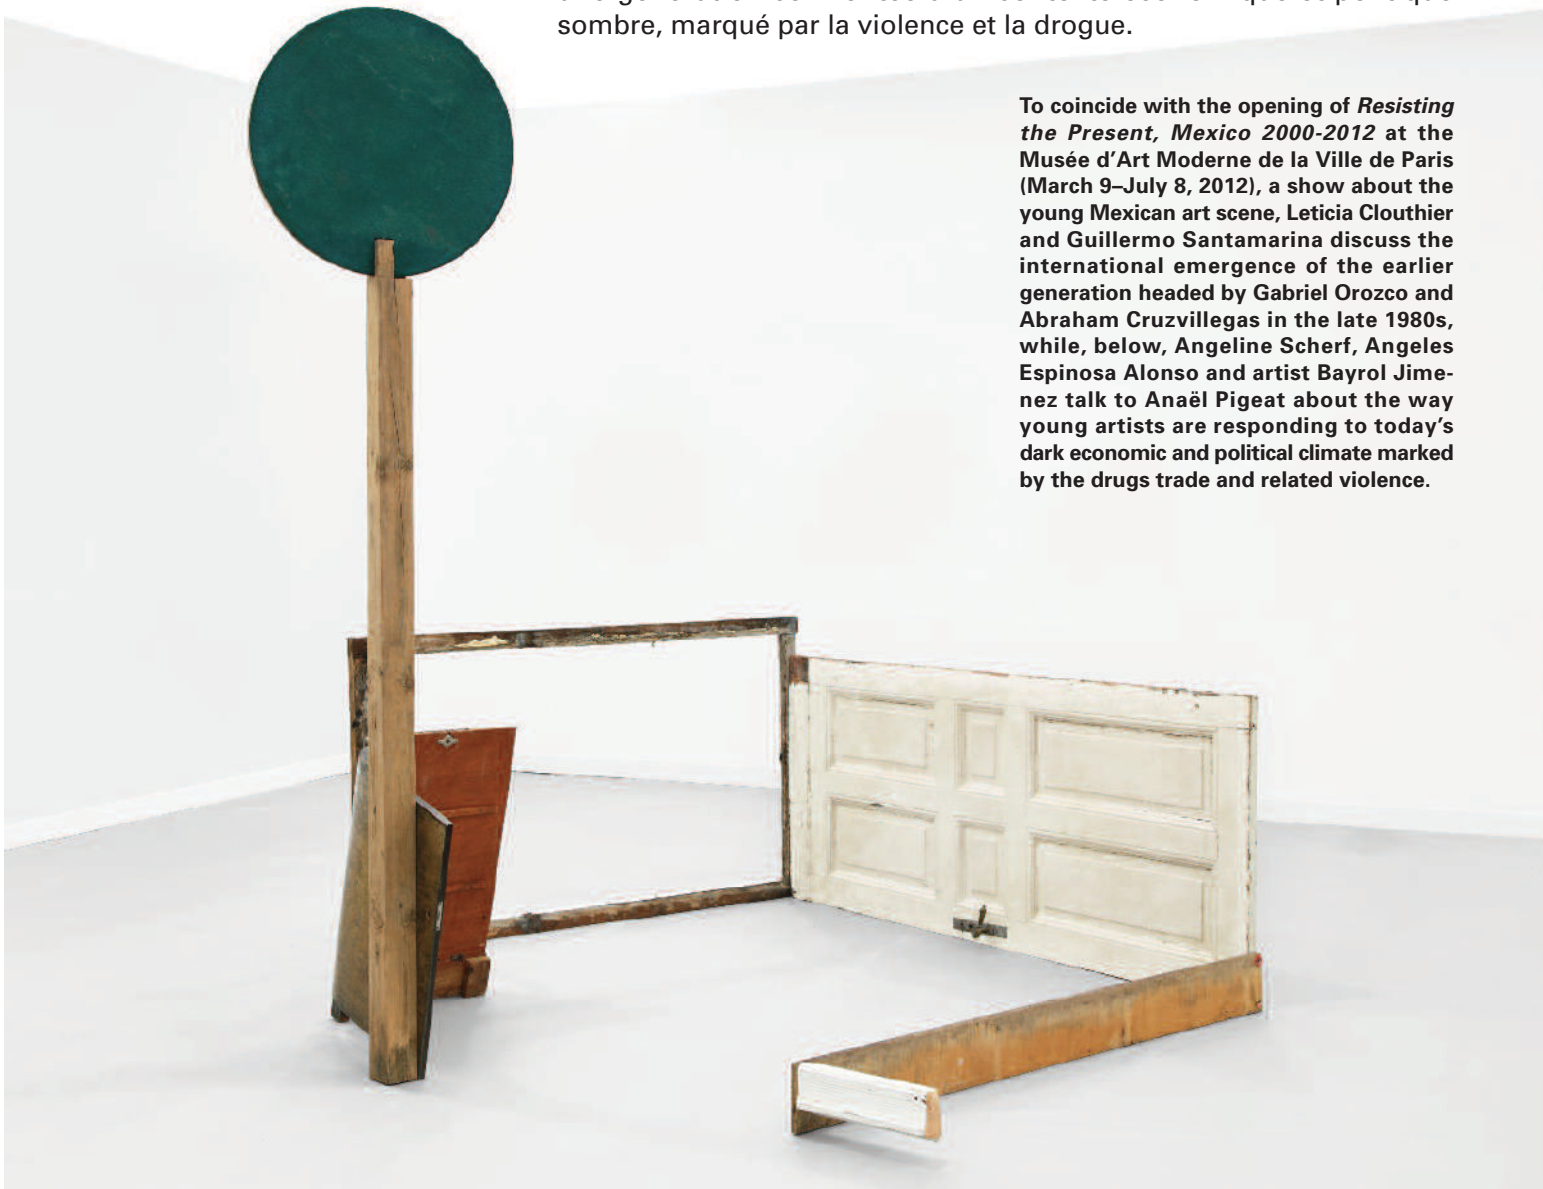 sombre, marqué par la violence et la drogue.
To coincide with the opening of Resisting
the Present, Mexico 2000-2012 at the
Musée d’Art Moderne de la Ville de Paris
(March 9–July 8, 2012), a show about the
young Mexican art scene, Leticia Clouthier
and Guillermo Santamarina discuss the
international emergence of the earlier
generation headed by Gabriel Orozco and
Abraham Cruzvillegas in the late 1980s,
while, below, Angeline Scherf, Angeles
Espinosa Alonso and artist Bayrol Jime-
nez talk to Anaël Pigeat about the way
young artists are responding to today’s
dark economic and political climate marked
by the drugs trade and related violence.